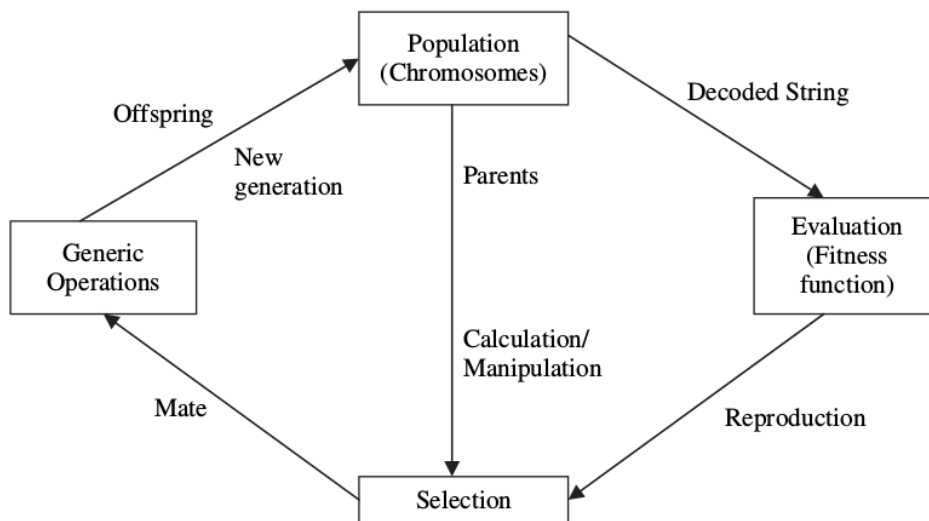 Population
(Chromosomes)
Decoded String
Offspring
New
generation
Parents
Evaluation
(Fitness
function)
Generic
Operations
Calculation/
Manipulation
Mate
Reproduction
Selection